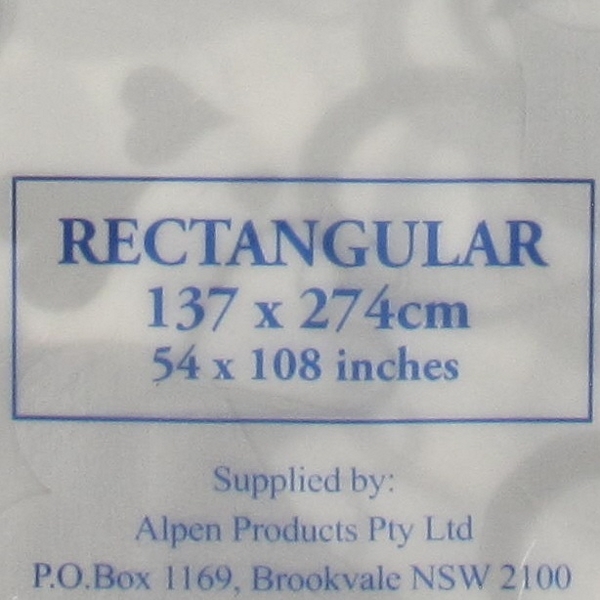 RECTANGULAR
137 x 274cm
54 x 108 inches
Supplied by:
Alpen Products Pty Ltd
P.O.Box 1169, Brookvale NSW 2100